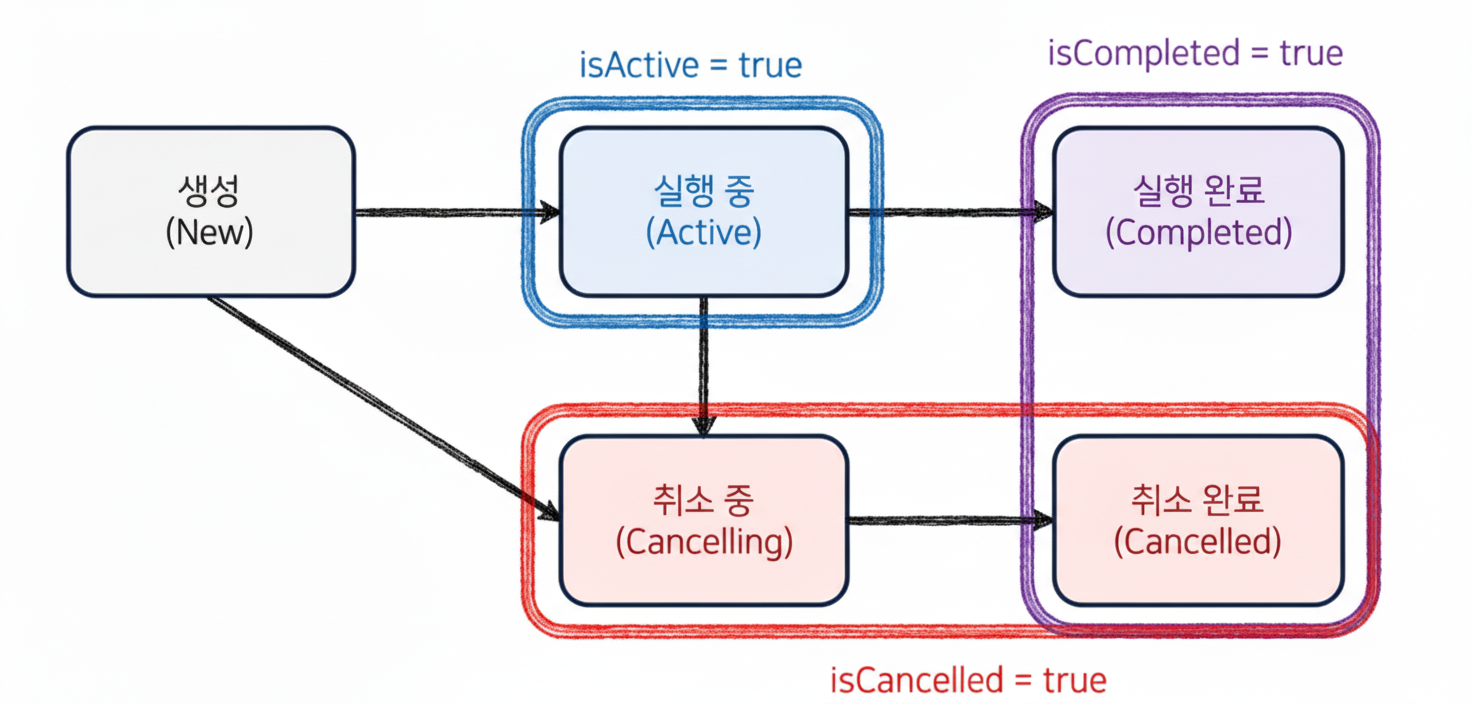 isActive = true
isCompleted = true
생성
(New)
실행 중
(Active)
실행 완료
(Completed)
취소 중
(Cancelling)
취소 완료
(Cancelled)
isCancelled = true